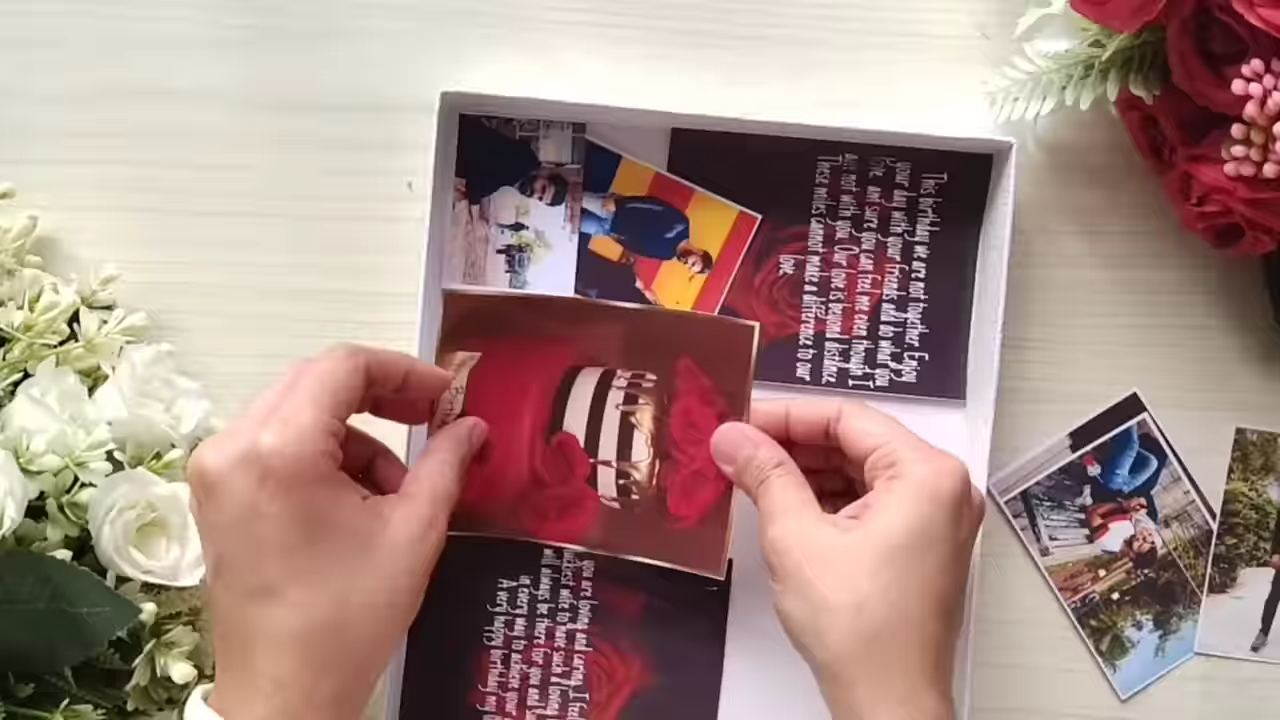 This birthday we are not together. Enjoy
your day with your friends and do what you
love, am sure you can feel me even though I
am not with you. Our love is beyond distance
These miles cannot make a difference to our
love.
you are loving and caring. I feel
luckiest wife to have such a loving
will always be there for you and
in every way to achieve your
A very happy birthday my